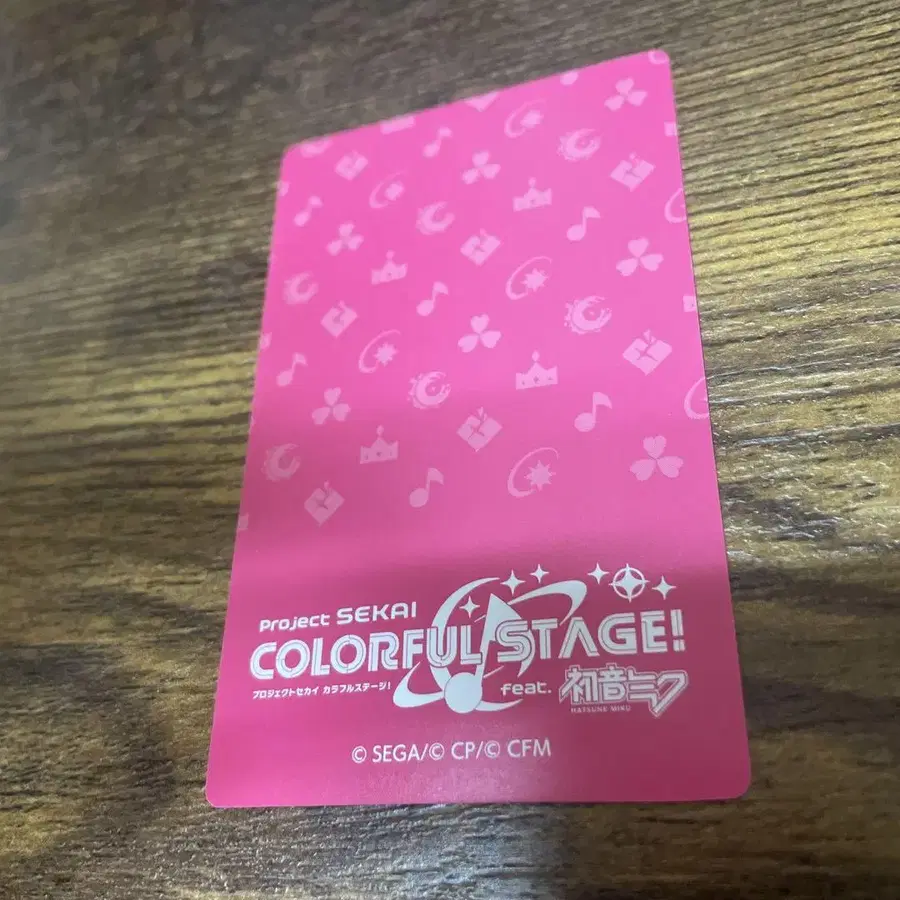 Project SEKAI
COLORFUL STAGE!
プロジェクトセカイ カラフルステージ!
feat. 初音ミク
HATSUNE MIKU
© SEGA/© CP/© CFM